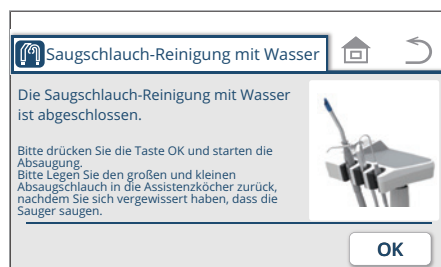 Saugschlauch-Reinigung mit Wasser
Die Saugschlauch-Reinigung mit Wasser
ist abgeschlossen.
Bitte drücken Sie die Taste OK und starten die
Absaugung.
Bitte Legen Sie den großen und kleinen
Absaugschlauch in die Assistenzköcher zurück,
nachdem Sie sich vergewissert haben, dass die
Sauger saugen.
OK